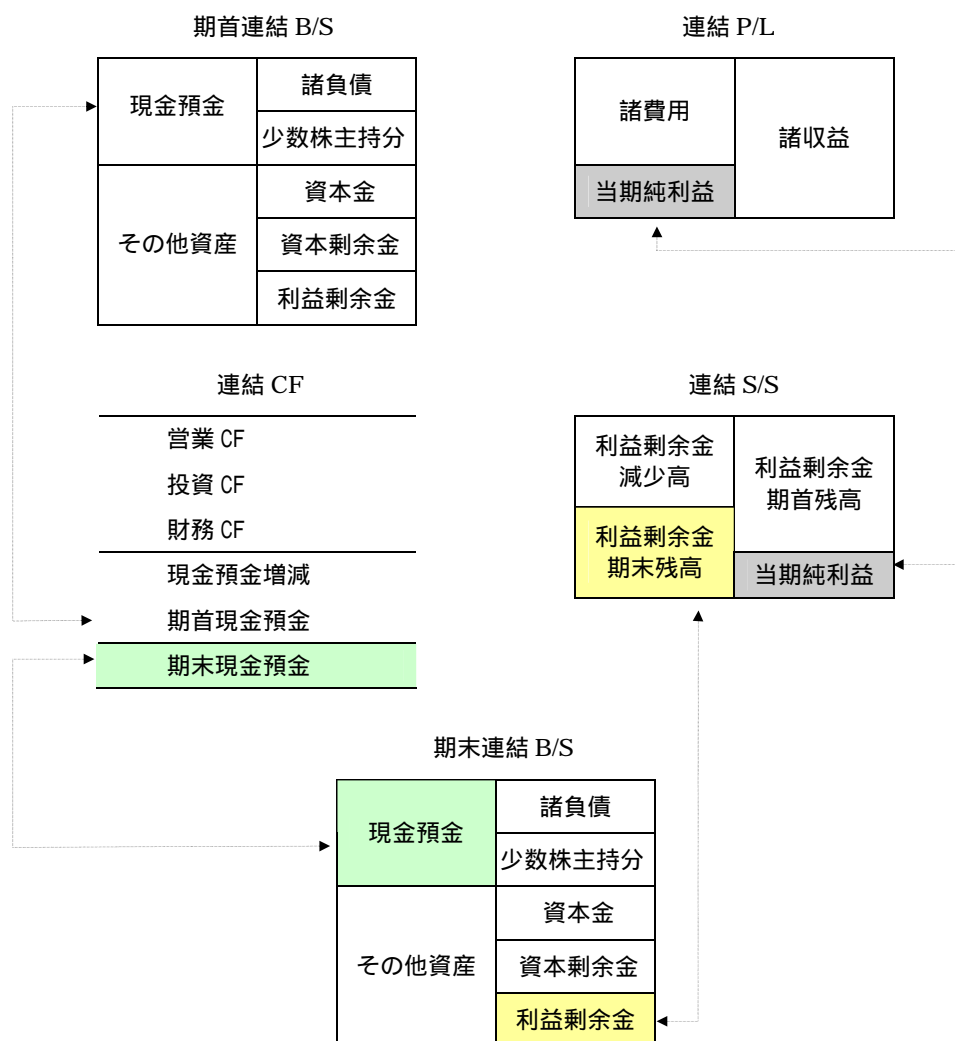 期首連結 B/S
現金預金
諸負債
少数株主持分
その他資産
資本金
資本剰余金
利益剰余金
連結 P/L
諸費用
諸収益
当期純利益
連結 CF
営業 CF
投資 CF
財務 CF
現金預金増減
期首現金預金
期末現金預金
連結 S/S
利益剰余金
減少高
利益剰余金
期首残高
利益剰余金
期末残高
当期純利益
期末連結 B/S
現金預金
諸負債
少数株主持分
その他資産
資本金
資本剰余金
利益剰余金